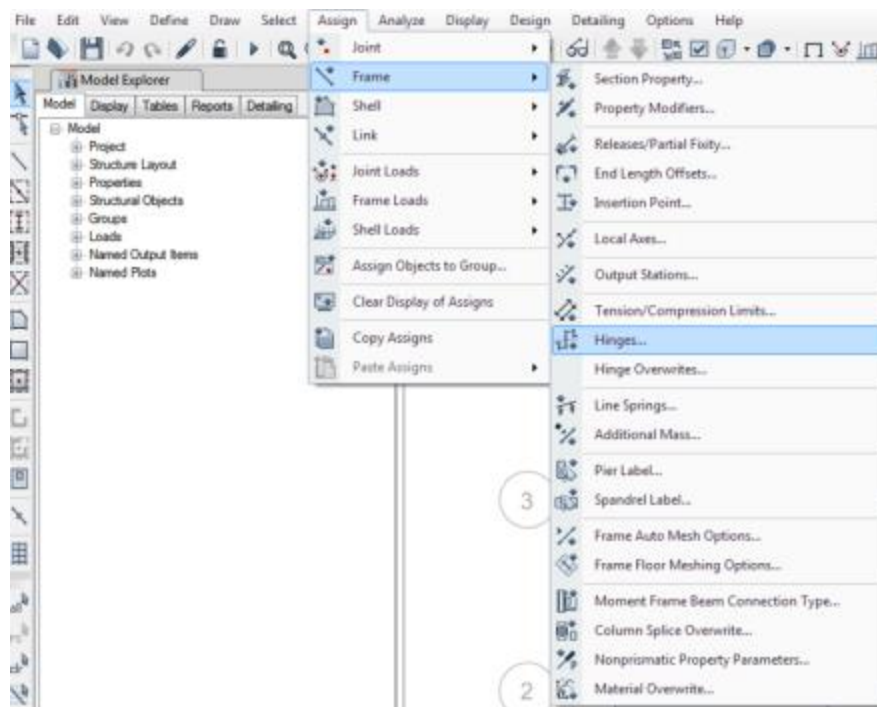 File Edit View Define Draw Select Assign Analyze Display Design Detailing Options Help
Model Explorer
Model Display Tables Reports Detailing
Model
Project
Structure Layout
Properties
Structural Objects
Groups
Loads
Named Output Items
Named Plots
Joint
Frame
Shell
Link
Joint Loads
Frame Loads
Shell Loads
Assign Objects to Group...
Clear Display of Assigns
Copy Assigns
Paste Assigns
Section Property...
Property Modifiers...
Releases/Partial Fixity...
End Length Offsets...
Insertion Point...
Local Axes...
Output Stations...
Tension/Compression Limits...
Hinges...
Hinge Overwrites...
Line Springs...
Additional Mass...
Pier Label...
Spandrel Label...
Frame Auto Mesh Options...
Frame Floor Meshing Options...
Moment Frame Beam Connection Type...
Column Splice Overwrite...
Nonprismatic Property Parameters...
Material Overwrite...
3
2